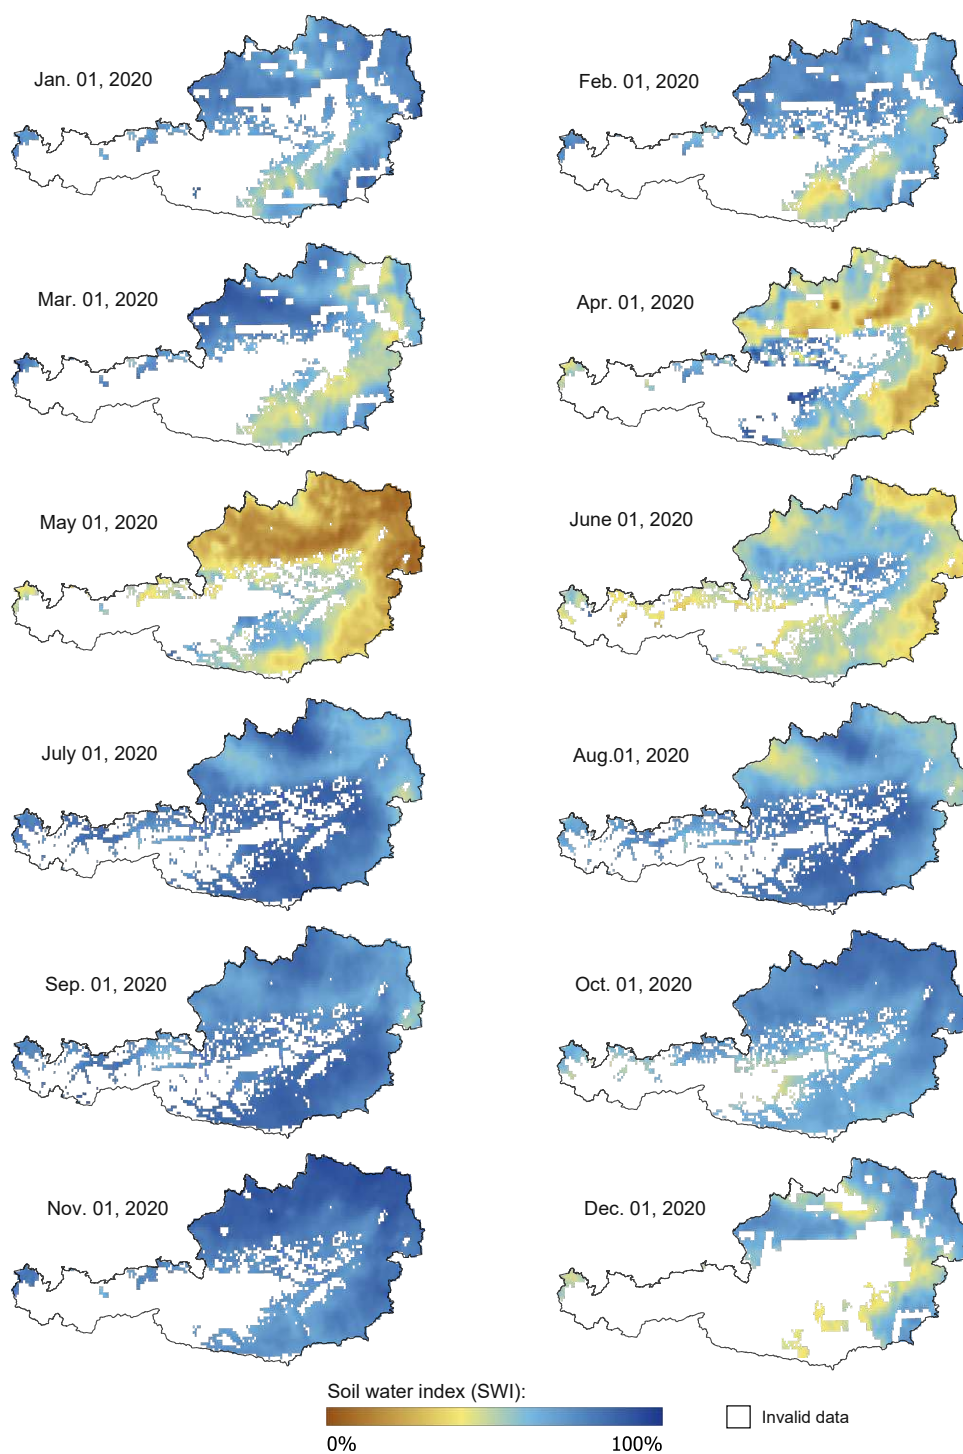 Jan. 01, 2020
Feb. 01, 2020
Mar. 01, 2020
Apr. 01, 2020
May 01, 2020
June 01, 2020
July 01, 2020
Aug.01, 2020
Sep. 01, 2020
Oct. 01, 2020
Nov. 01, 2020
Dec. 01, 2020
Soil water index (SWI):
Invalid data
0%
100%